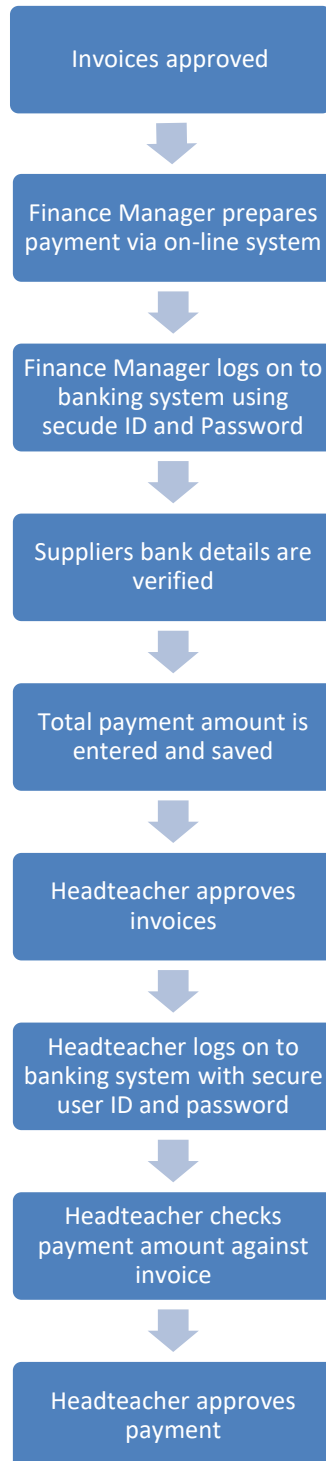 Invoices approved
Finance Manager prepares
payment via on-line system
Finance Manager logs on to
banking system using
secude ID and Password
Suppliers bank details are
verified
Total payment amount is
entered and saved
Headteacher approves
invoices
Headteacher logs on to
banking system with secure
user ID and password
Headteacher checks
payment amount against
invoice
Headteacher approves
payment